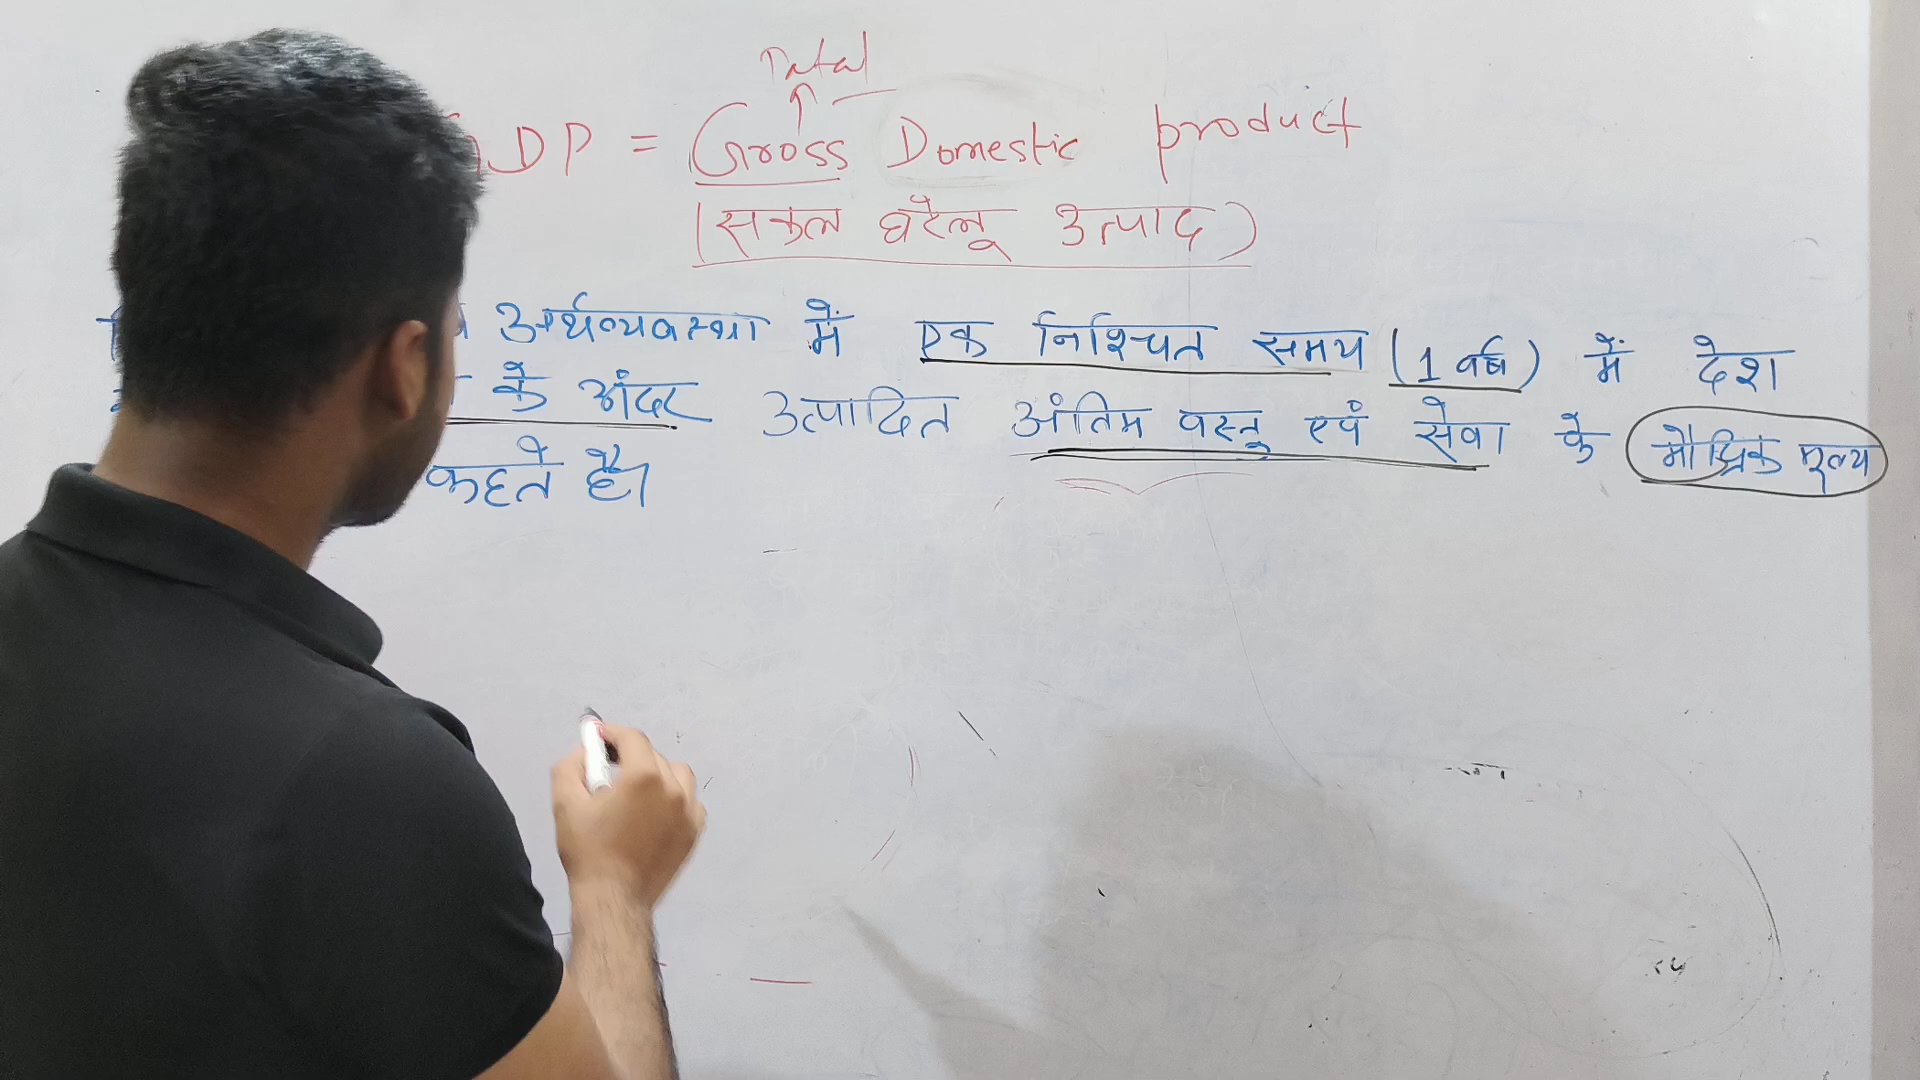 Total
GDP = Gross Domestic product
(सकल घरेलू उत्पाद)
अर्थव्यवस्था में एक निश्चित समय (1 वर्ष) में देश
के अंदर उत्पादित अंतिम वस्तु एवं सेवा के मौद्रिक मूल्य
कहते है।